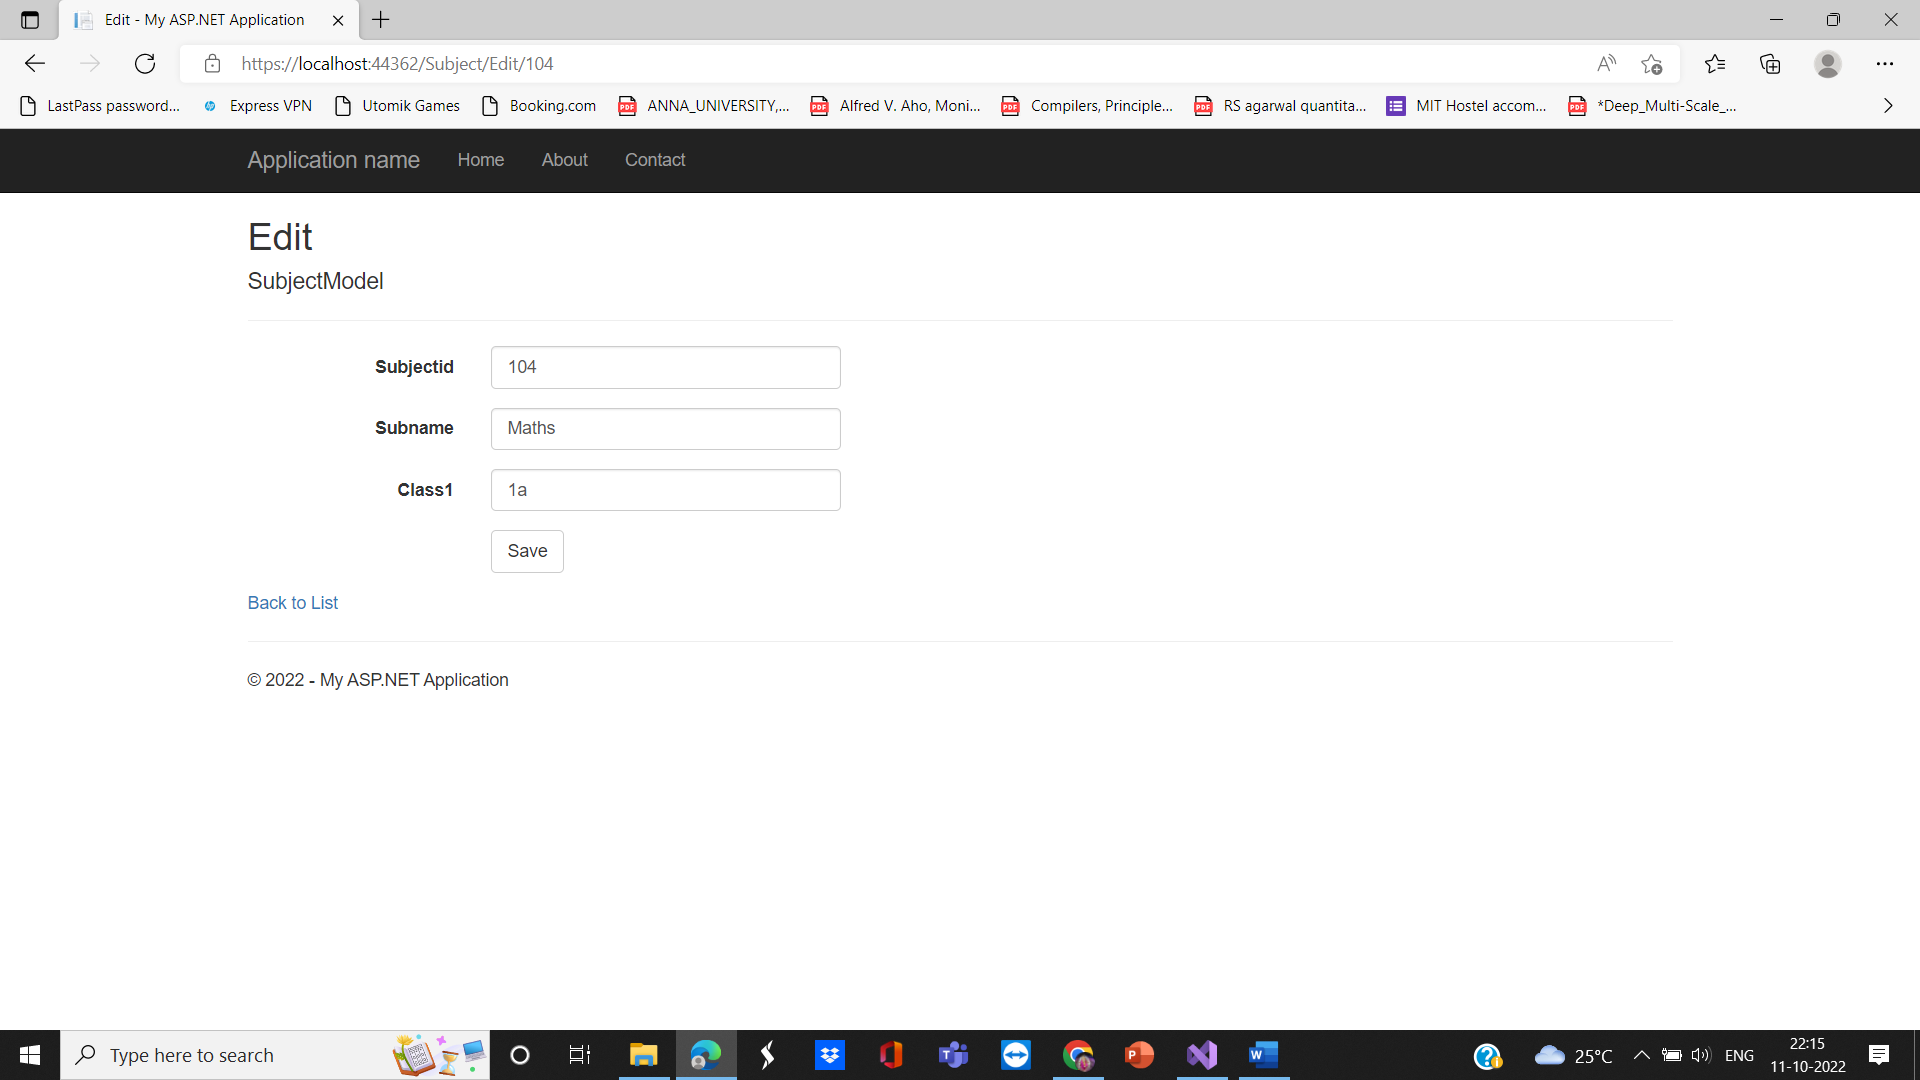 Edit - My ASP.NET Application
https://localhost:44362/Subject/Edit/104
LastPass password... Express VPN Utomik Games Booking.com ANNA_UNIVERSITY,... Alfred V. Aho, Moni... Compilers, Principle... RS agarwal quantita... MIT Hostel accom... *Deep_Multi-Scale_...
Application name Home About Contact
Edit
SubjectModel
Subjectid 104
Subname Maths
Class1 1a
Save
Back to List
© 2022 - My ASP.NET Application
Type here to search 25°C ENG 22:15
11-10-2022